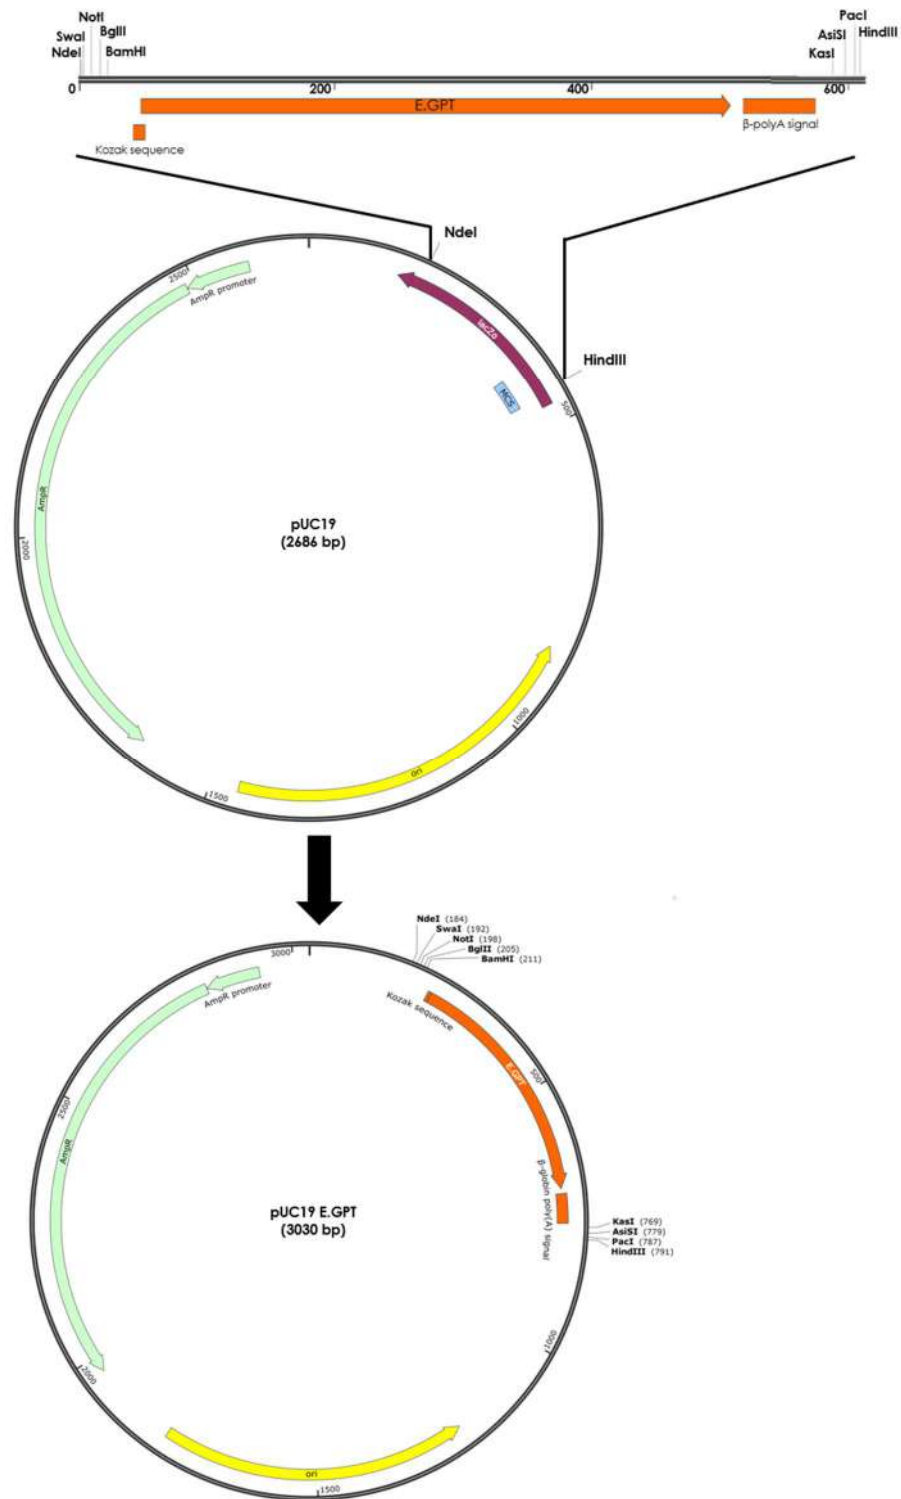 NotI
PacI
SwaI
BglII
AsiSI
HindIII
NdeI
BamHI
KasI
0
200
400
600
E.GPT
β-polyA signal
Kozak sequence
NdeI
2500
AmpR promoter
lacZα
HindIII
MCS
500
AmpR
pUC19
(2686 bp)
2000
1000
ori
1500
NdeI (184)
SwaI (192)
NotI (198)
BglII (205)
BamHI (211)
3000
AmpR promoter
Kozak sequence
E.GPT
500
2500
AmpR
β-globin poly(A) signal
pUC19 E.GPT
(3030 bp)
KasI (769)
AsiSI (779)
PacI (787)
HindIII (791)
1000
2000
ori
1500